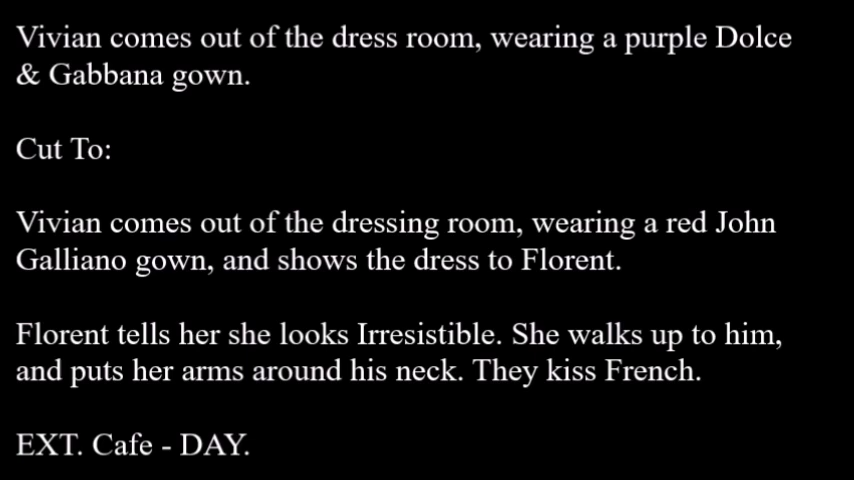 Vivian comes out of the dress room, wearing a purple Dolce
& Gabbana gown.
Cut To:
Vivian comes out of the dressing room, wearing a red John
Galliano gown, and shows the dress to Florent.
Florent tells her she looks Irresistible. She walks up to him,
and puts her arms around his neck. They kiss French.
EXT. Cafe - DAY.